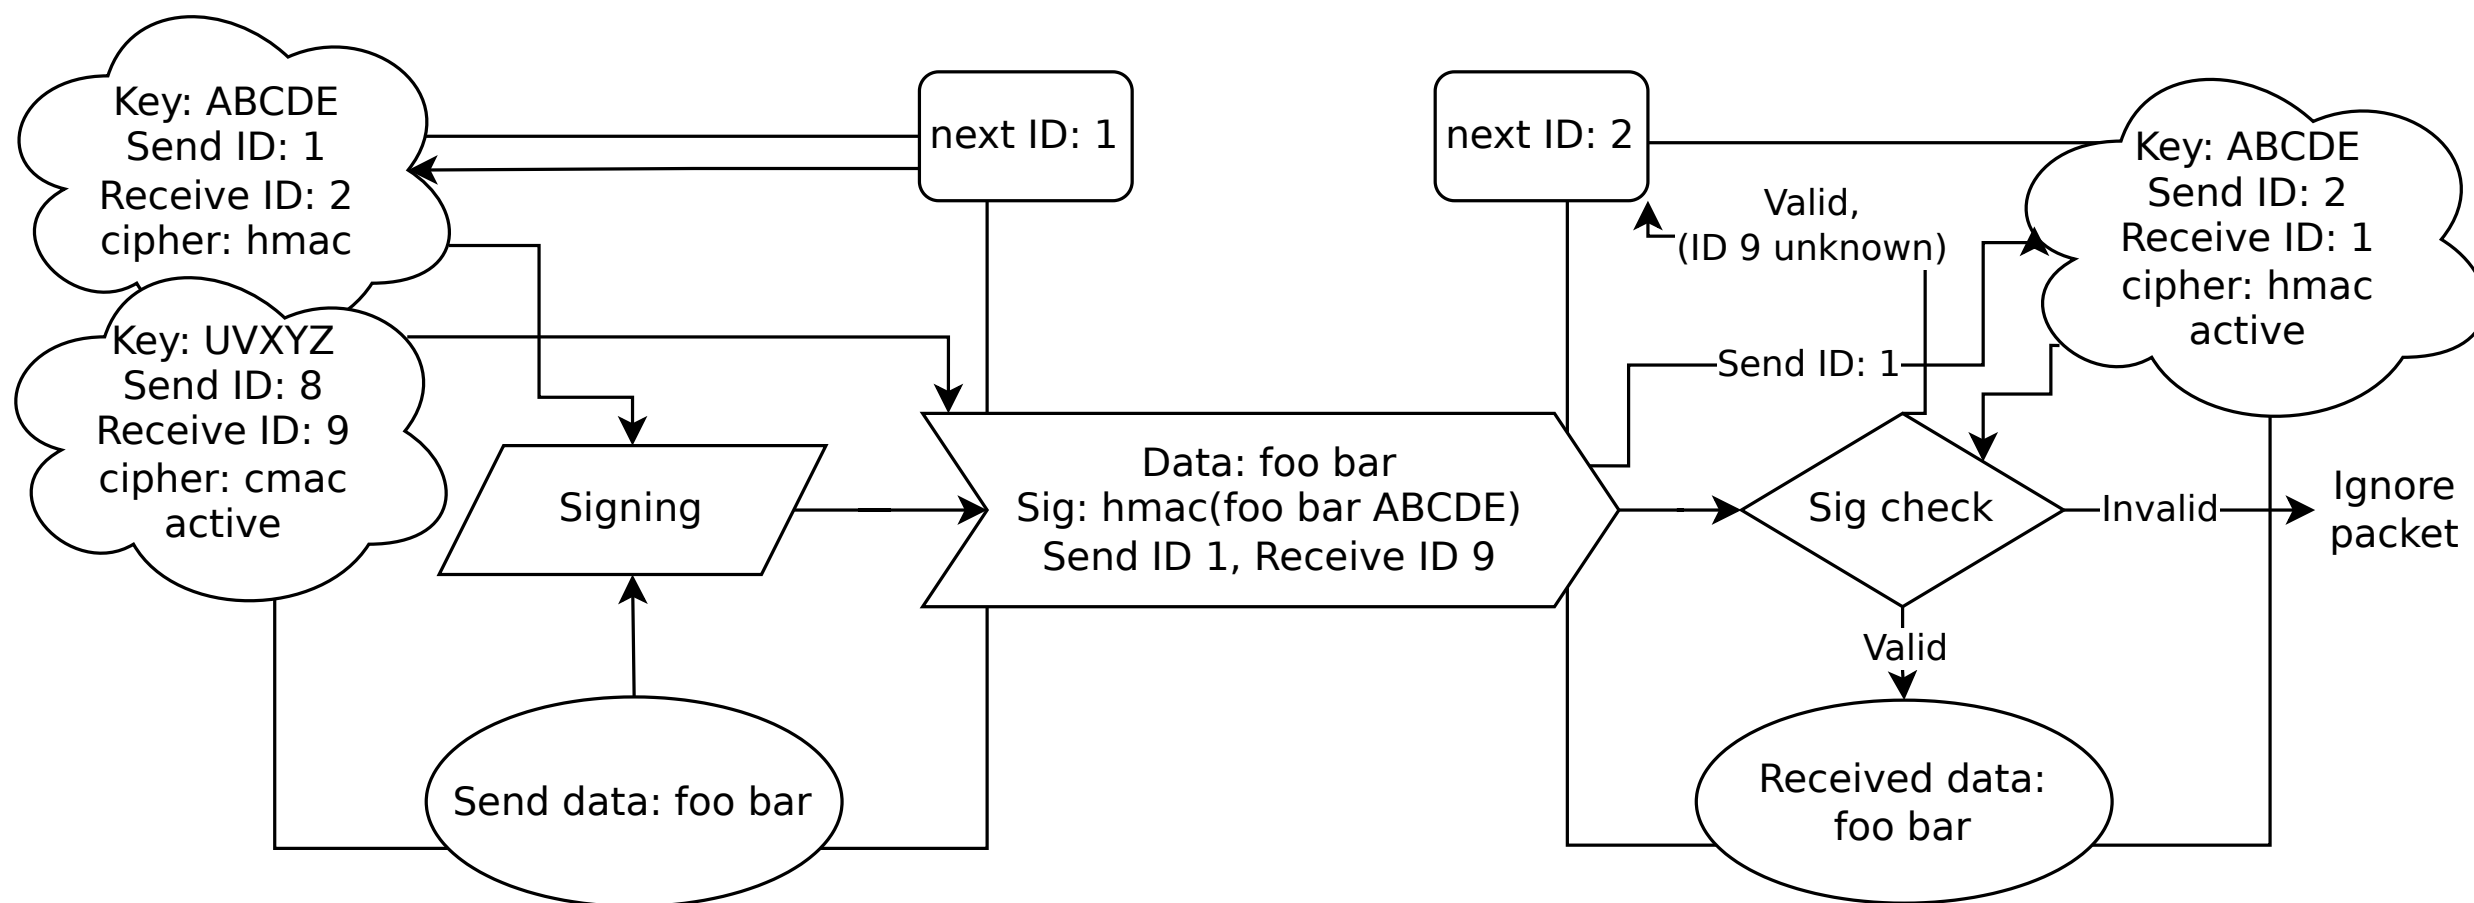 Key: ABCDE
Send ID: 1
Receive ID: 2
cipher: hmac
Key: UVXYZ
Send ID: 8
Receive ID: 9
cipher: cmac
active
next ID: 1
Signing
Send data: foo bar
Data: foo bar
Sig: hmac(foo bar ABCDE)
Send ID 1, Receive ID 9
next ID: 2
Valid,
(ID 9 unknown)
Send ID: 1
Key: ABCDE
Send ID: 2
Receive ID: 1
cipher: hmac
active
Sig check
Invalid
Ignore
packet
Valid
Received data:
foo bar